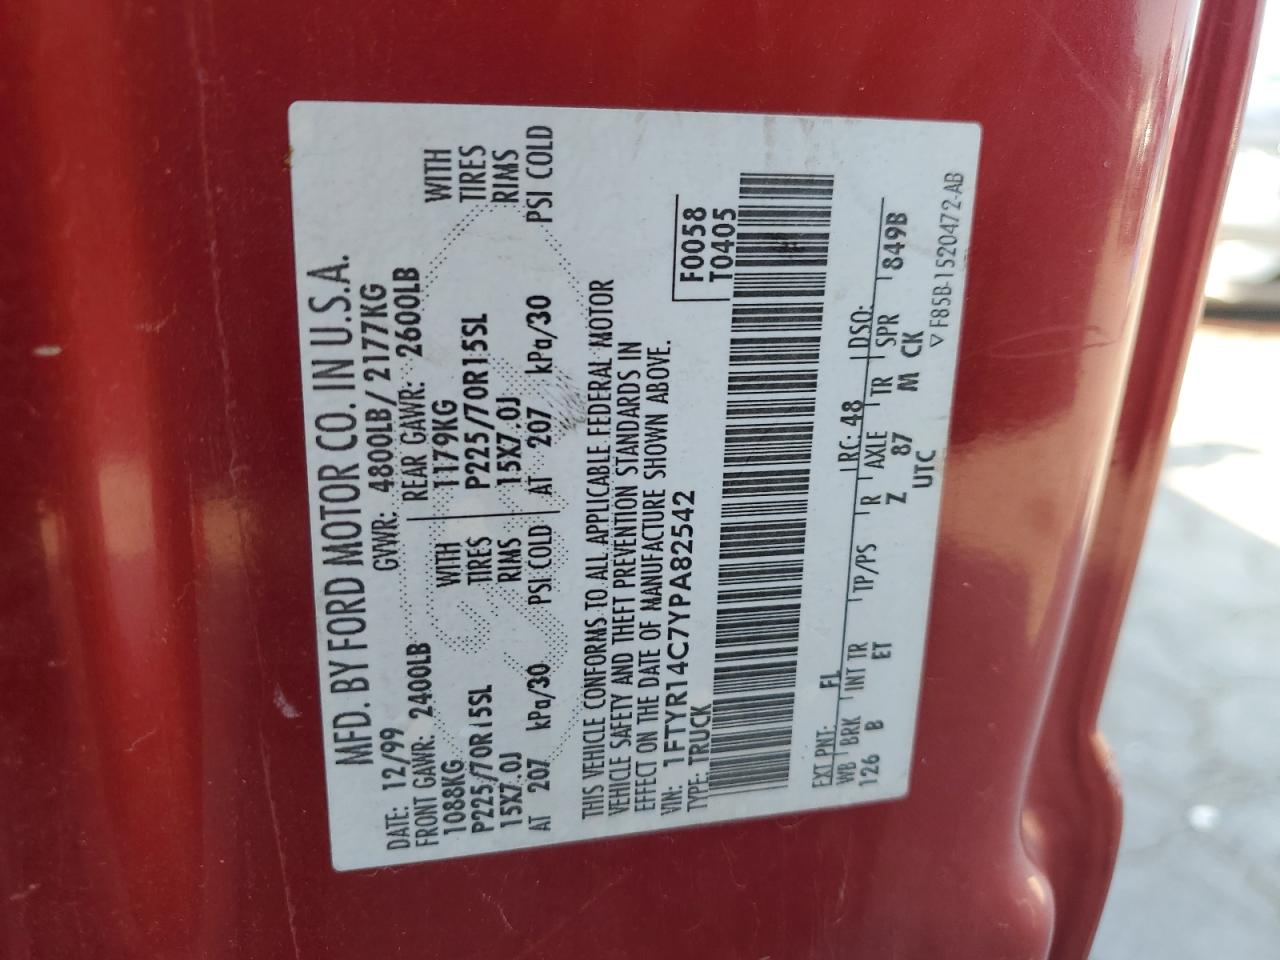 MFD. BY FORD MOTOR CO. IN U.S.A.
DATE: 12/99 GVWR: 4800LB/2177KG
FRONT GAWR: 2400LB REAR GAWR: 2600LB
1088KG WITH 1179KG WITH
P225/70R15SL TIRES P225/70R15SL TIRES
15X7.0J RIMS 15X7.0J RIMS
AT 207 kPa/30 PSI COLD AT 207 kPa/30 PSI COLD
THIS VEHICLE CONFORMS TO ALL APPLICABLE FEDERAL MOTOR
VEHICLE SAFETY AND THEFT PREVENTION STANDARDS IN
EFFECT ON THE DATE OF MANUFACTURE SHOWN ABOVE.
VIN: 1FTYR14C7YPA82542 F0058
TYPE: TRUCK T0405
EXT PNT: FL RC: 48 DSO:
WB BRK INT TR TP/PS R AXLE TR SPR 849B
126 B ET Z 87 M CK
UTC ▽F85B-1520472-AB